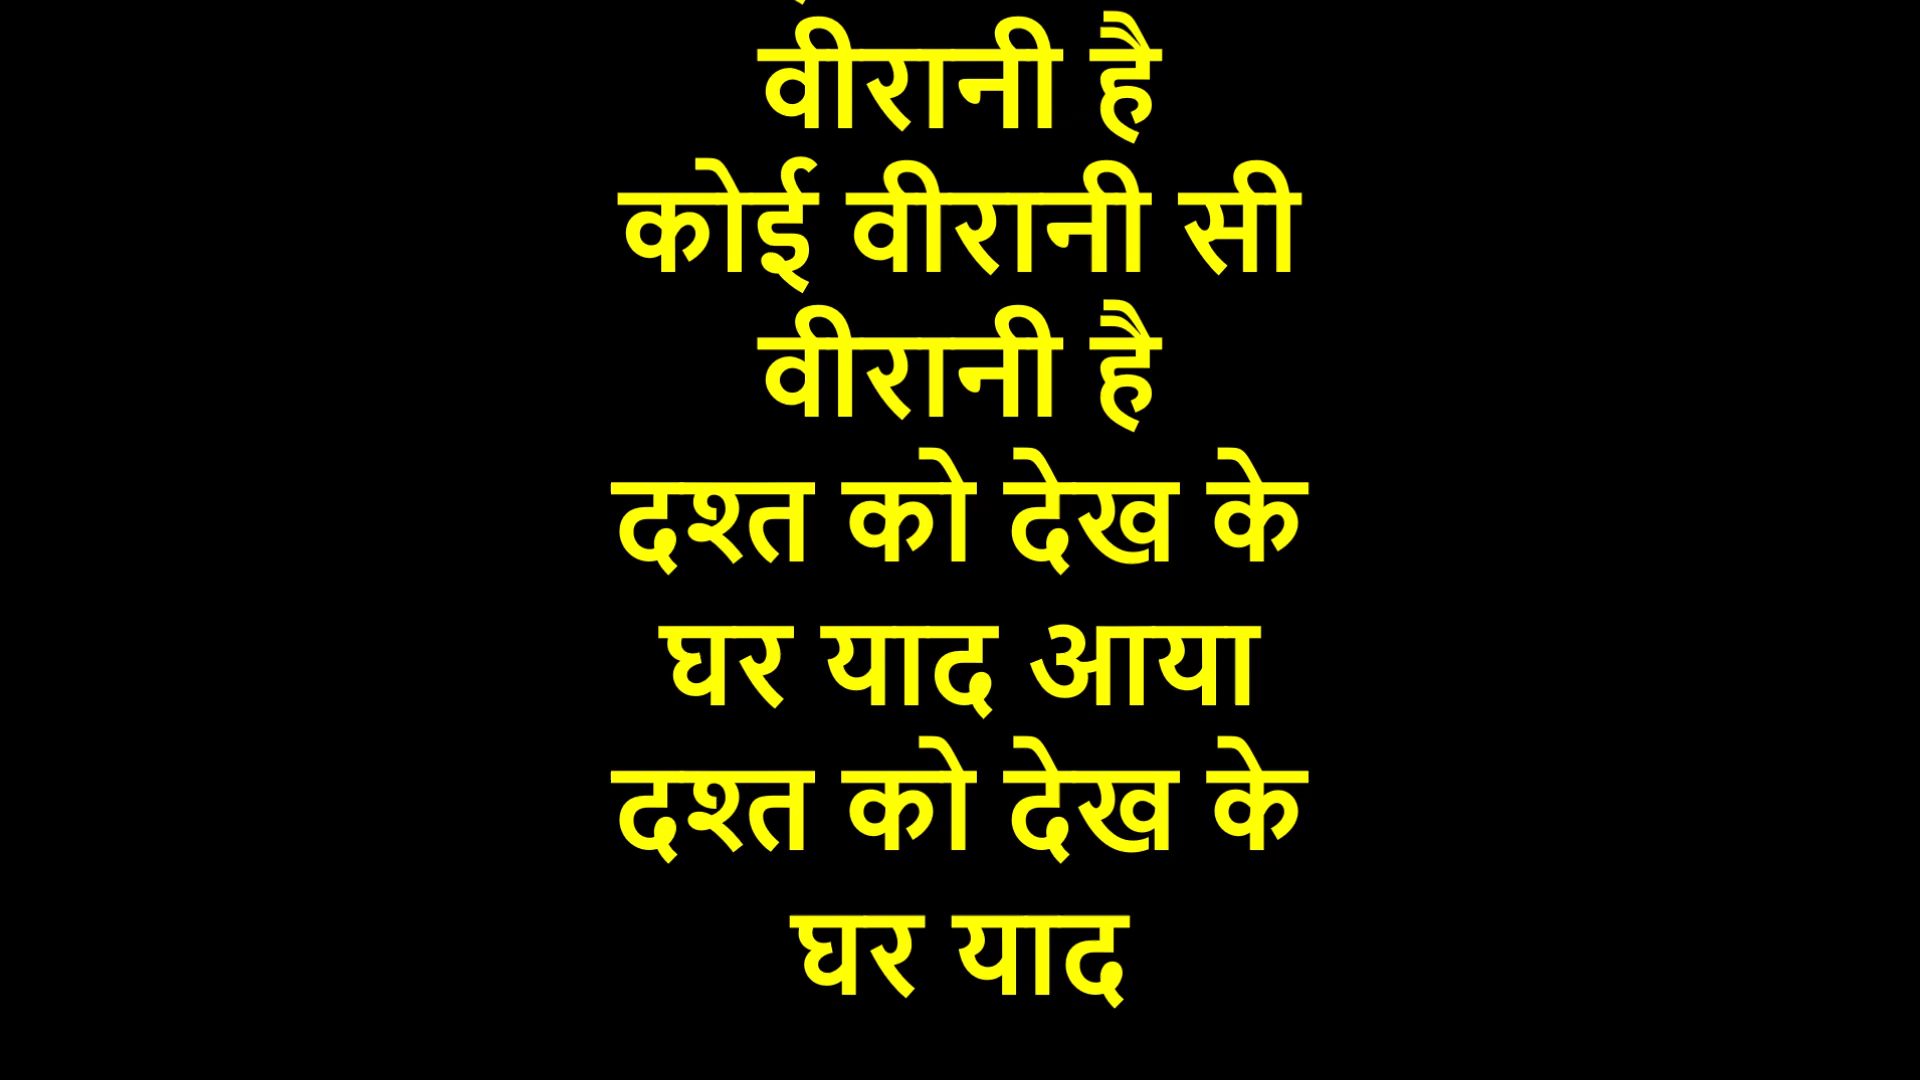 वीरानी है
कोई वीरानी सी
वीरानी है
दश्त को देख के
घर याद आया
दश्त को देख के
घर याद